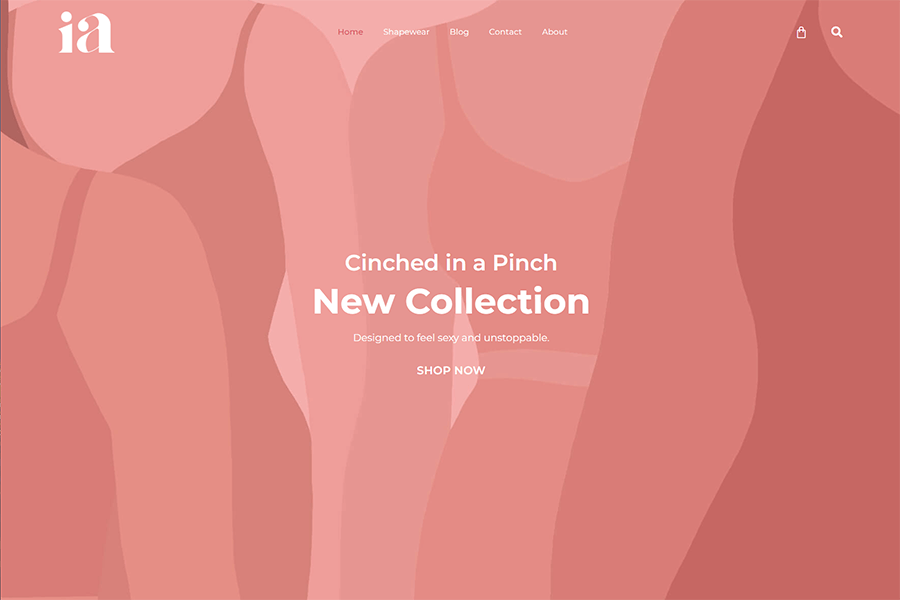 ia
Home Shapewear Blog Contact About
Cinched in a Pinch
New Collection
Designed to feel sexy and unstoppable.
SHOP NOW